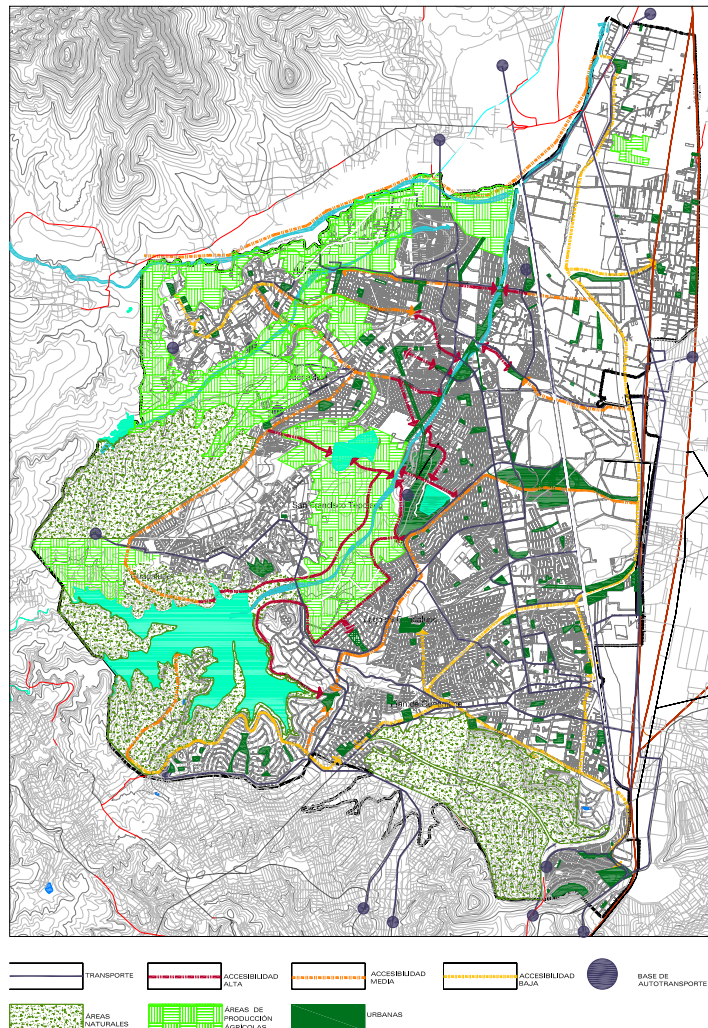 San Francisco Tepojaco
TRANSPORTE
ACCESIBILIDAD
ALTA
ACCESIBILIDAD
MEDIA
ACCESIBILIDAD
BAJA
BASE DE
AUTOTRANSPORTE
ÁREAS
NATURALES
ÁREAS DE
PRODUCCIÓN
ÁGRÍCOLAS
URBANAS